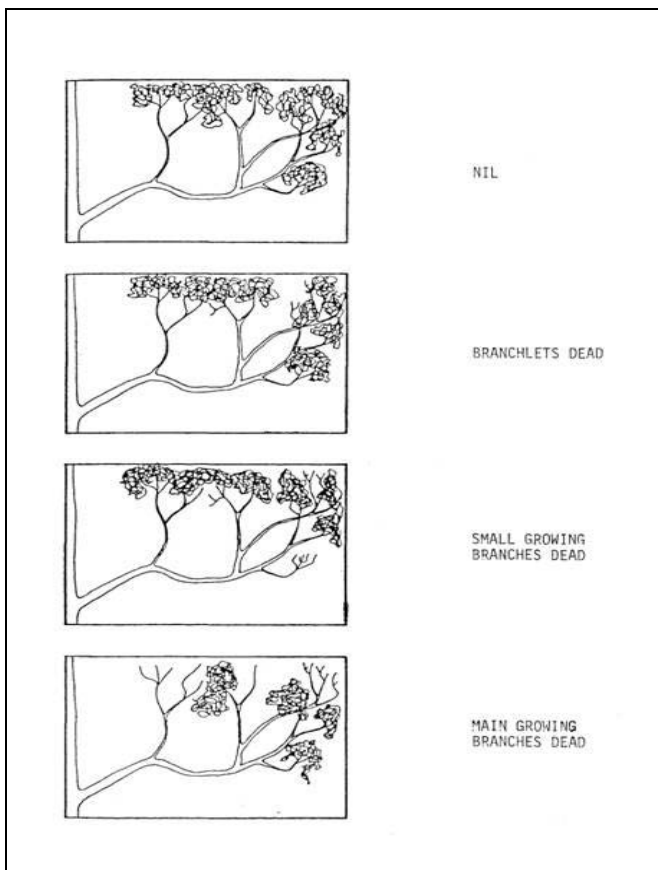 NIL
BRANCHLETS DEAD
SMALL GROWING
BRANCHES DEAD
MAIN GROWING
BRANCHES DEAD